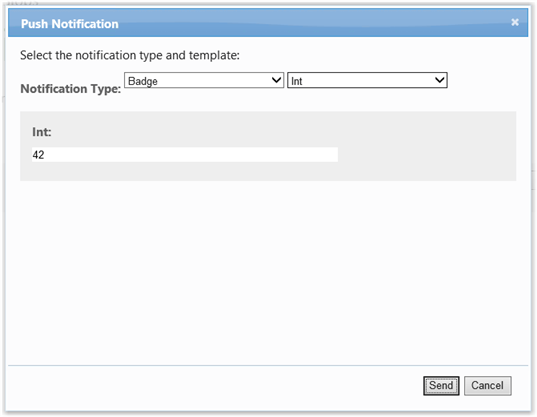 Push Notification
Select the notification type and template:
Notification Type: Badge Int
Int:
42
Send Cancel